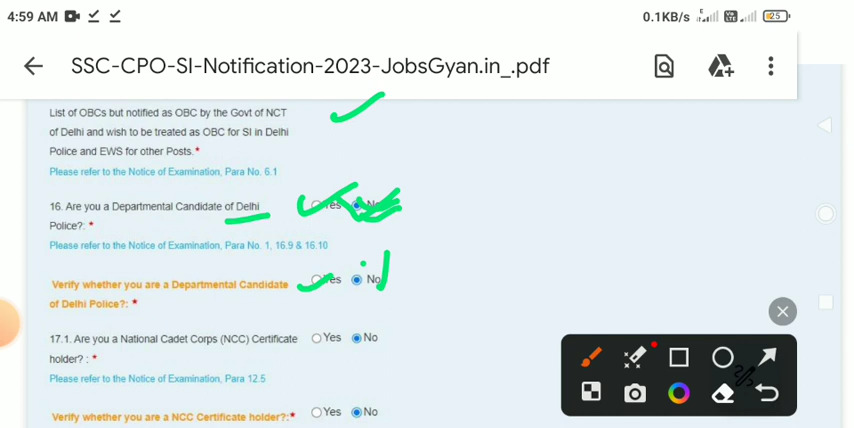 4:59 AM
0.1KB/s
25
SSC-CPO-SI-Notification-2023-JobsGyan.in_.pdf
List of OBCs but notified as OBC by the Govt of NCT
of Delhi and wish to be treated as OBC for SI in Delhi
Police and EWS for other Posts.*
Please refer to the Notice of Examination, Para No. 6.1
16. Are you a Departmental Candidate of Delhi
Police?: *
Yes No
Please refer to the Notice of Examination, Para No. 1, 16.9 & 16.10
Verify whether you are a Departmental Candidate
of Delhi Police?: *
Yes No
17.1. Are you a National Cadet Corps (NCC) Certificate
holder? : *
Yes No
Please refer to the Notice of Examination, Para 12.5
Verify whether you are a NCC Certificate holder?:*
Yes No